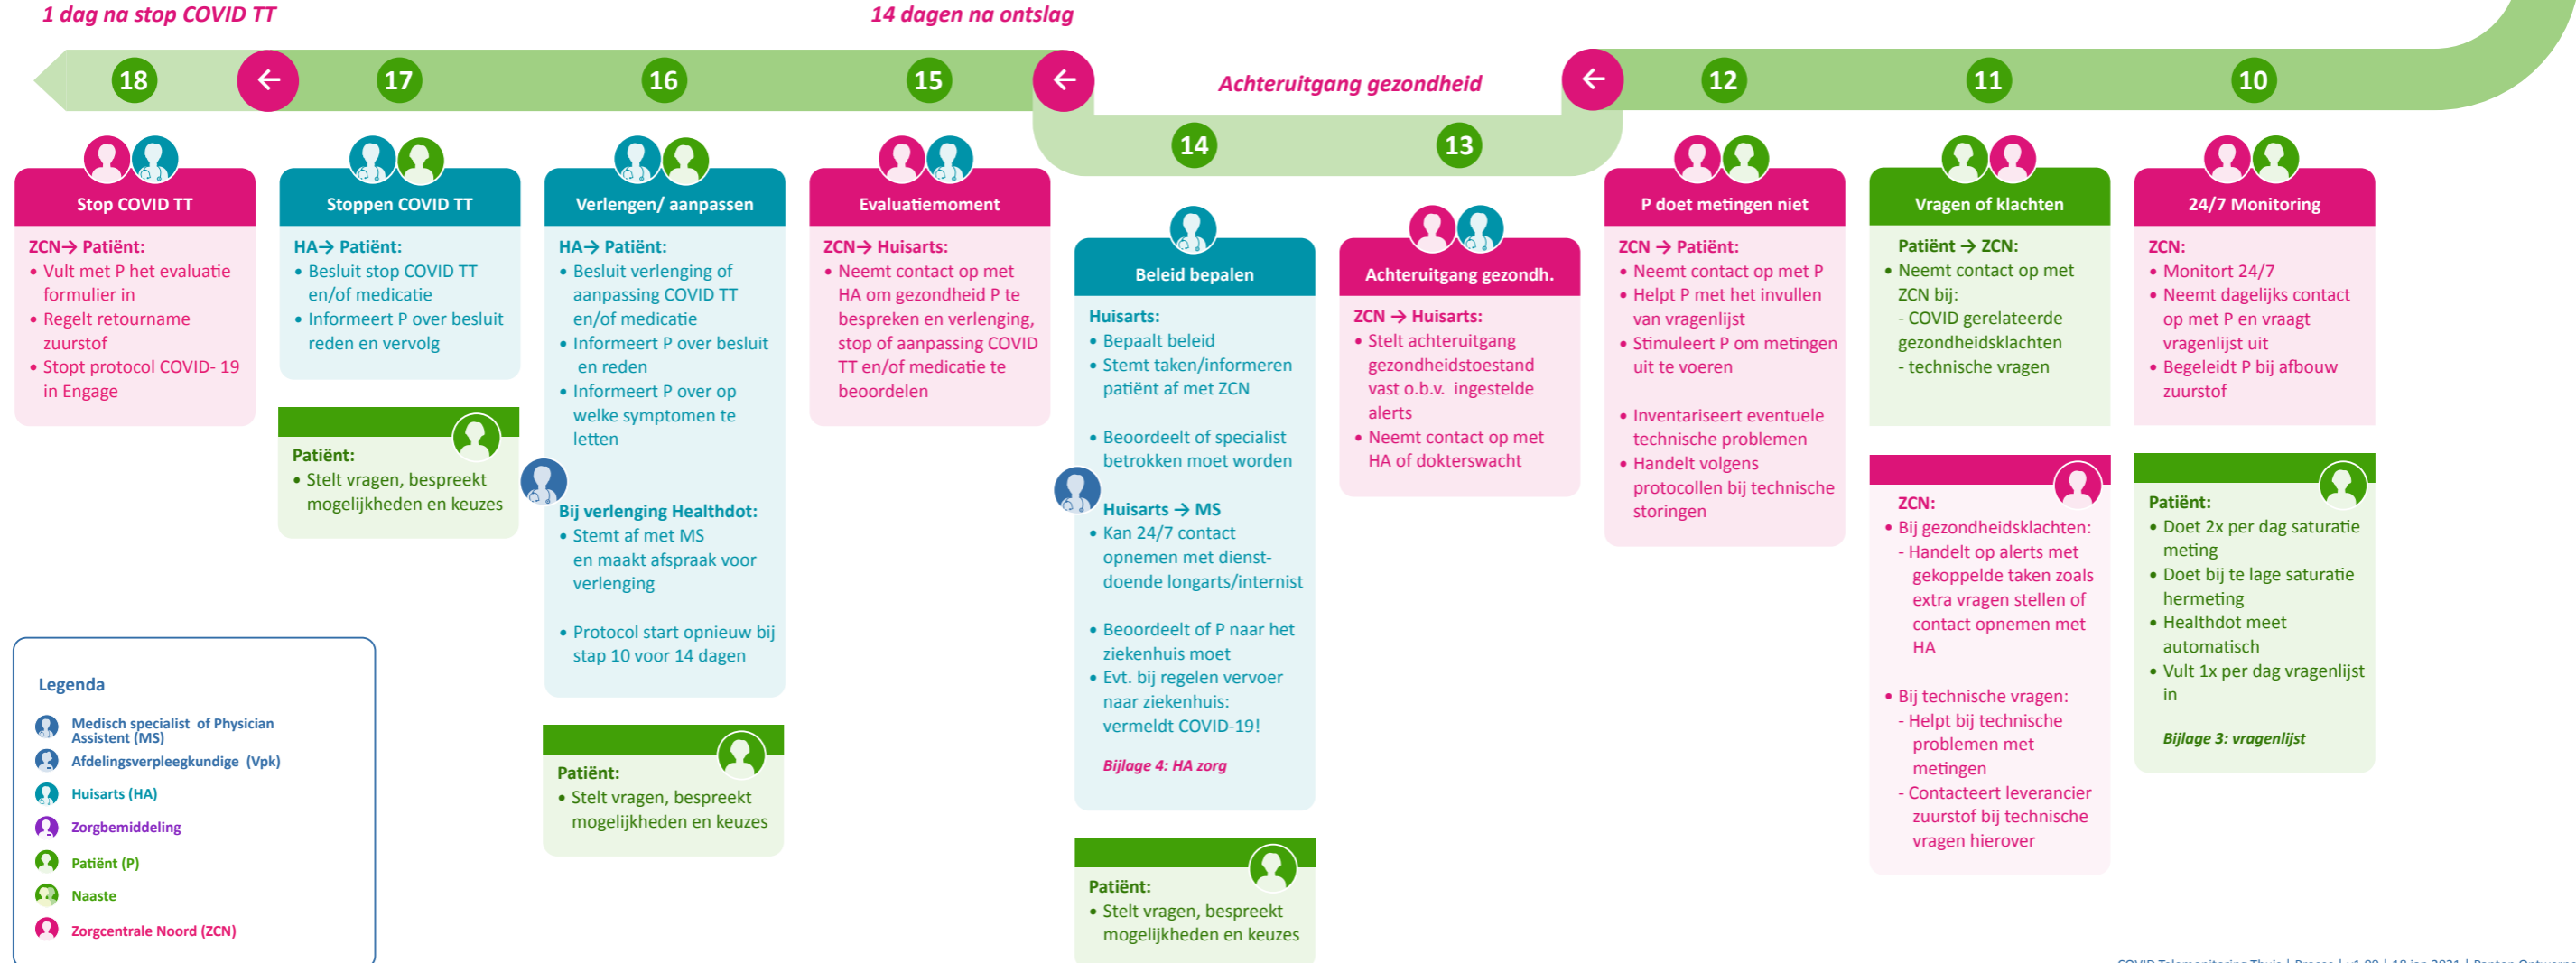 1 dag na stop COVID TT
14 dagen na ontslag
Achteruitgang gezondheid
18
17
16
15
14
13
12
11
10
Stop COVID TT
ZCN→ Patiënt:
• Vult met P het evaluatie
formulier in
• Regelt retourname
zuurstof
• Stopt protocol COVID- 19
in Engage
Stoppen COVID TT
HA→ Patiënt:
• Besluit stop COVID TT
en/of medicatie
• Informeert P over besluit
reden en vervolg
Patiënt:
• Stelt vragen, bespreekt
mogelijkheden en keuzes
Verlengen/ aanpassen
HA→ Patiënt:
• Besluit verlenging of
aanpassing COVID TT
en/of medicatie
• Informeert P over besluit
en reden
• Informeert P over op
welke symptomen te
letten
Bij verlenging Healthdot:
• Stemt af met MS
en maakt afspraak voor
verlenging
• Protocol start opnieuw bij
stap 10 voor 14 dagen
Patiënt:
• Stelt vragen, bespreekt
mogelijkheden en keuzes
Evaluatiemoment
ZCN→ Huisarts:
• Neemt contact op met
HA om gezondheid P te
bespreken en verlenging,
stop of aanpassing COVID
TT en/of medicatie te
beoordelen
Beleid bepalen
Huisarts:
• Bepaalt beleid
• Stemt taken/informeren
patiënt af met ZCN
• Beoordeelt of specialist
betrokken moet worden
Huisarts → MS
• Kan 24/7 contact
opnemen met dienst-
doende longarts/internist
• Beoordeelt of P naar het
ziekenhuis moet
• Evt. bij regelen vervoer
naar ziekenhuis:
vermeldt COVID-19!
Bijlage 4: HA zorg
Patiënt:
• Stelt vragen, bespreekt
mogelijkheden en keuzes
Achteruitgang gezondh.
ZCN → Huisarts:
• Stelt achteruitgang
gezondheidstoestand
vast o.b.v. ingestelde
alerts
• Neemt contact op met
HA of dokterswacht
P doet metingen niet
ZCN → Patiënt:
• Neemt contact op met P
• Helpt P met het invullen
van vragenlijst
• Stimuleert P om metingen
uit te voeren
• Inventariseert eventuele
technische problemen
• Handelt volgens
protocollen bij technische
storingen
Vragen of klachten
Patiënt → ZCN:
• Neemt contact op met
ZCN bij:
- COVID gerelateerde
gezondheidsklachten
- technische vragen
ZCN:
• Bij gezondheidsklachten:
- Handelt op alerts met
gekoppelde taken zoals
extra vragen stellen of
contact opnemen met
HA
• Bij technische vragen:
- Helpt bij technische
problemen met
metingen
- Contacteert leverancier
zuurstof bij technische
vragen hierover
24/7 Monitoring
ZCN:
• Monitort 24/7
• Neemt dagelijks contact
op met P en vraagt
vragenlijst uit
• Begeleidt P bij afbouw
zuurstof
Patiënt:
• Doet 2x per dag saturatie
meting
• Doet bij te lage saturatie
hermeting
• Healthdot meet
automatisch
• Vult 1x per dag vragenlijst
in
Bijlage 3: vragenlijst
Legenda
Medisch specialist of Physician
Assistent (MS)
Afdelingsverpleegkundige (Vpk)
Huisarts (HA)
Zorgbemiddeling
Patiënt (P)
Naaste
Zorgcentrale Noord (ZCN)